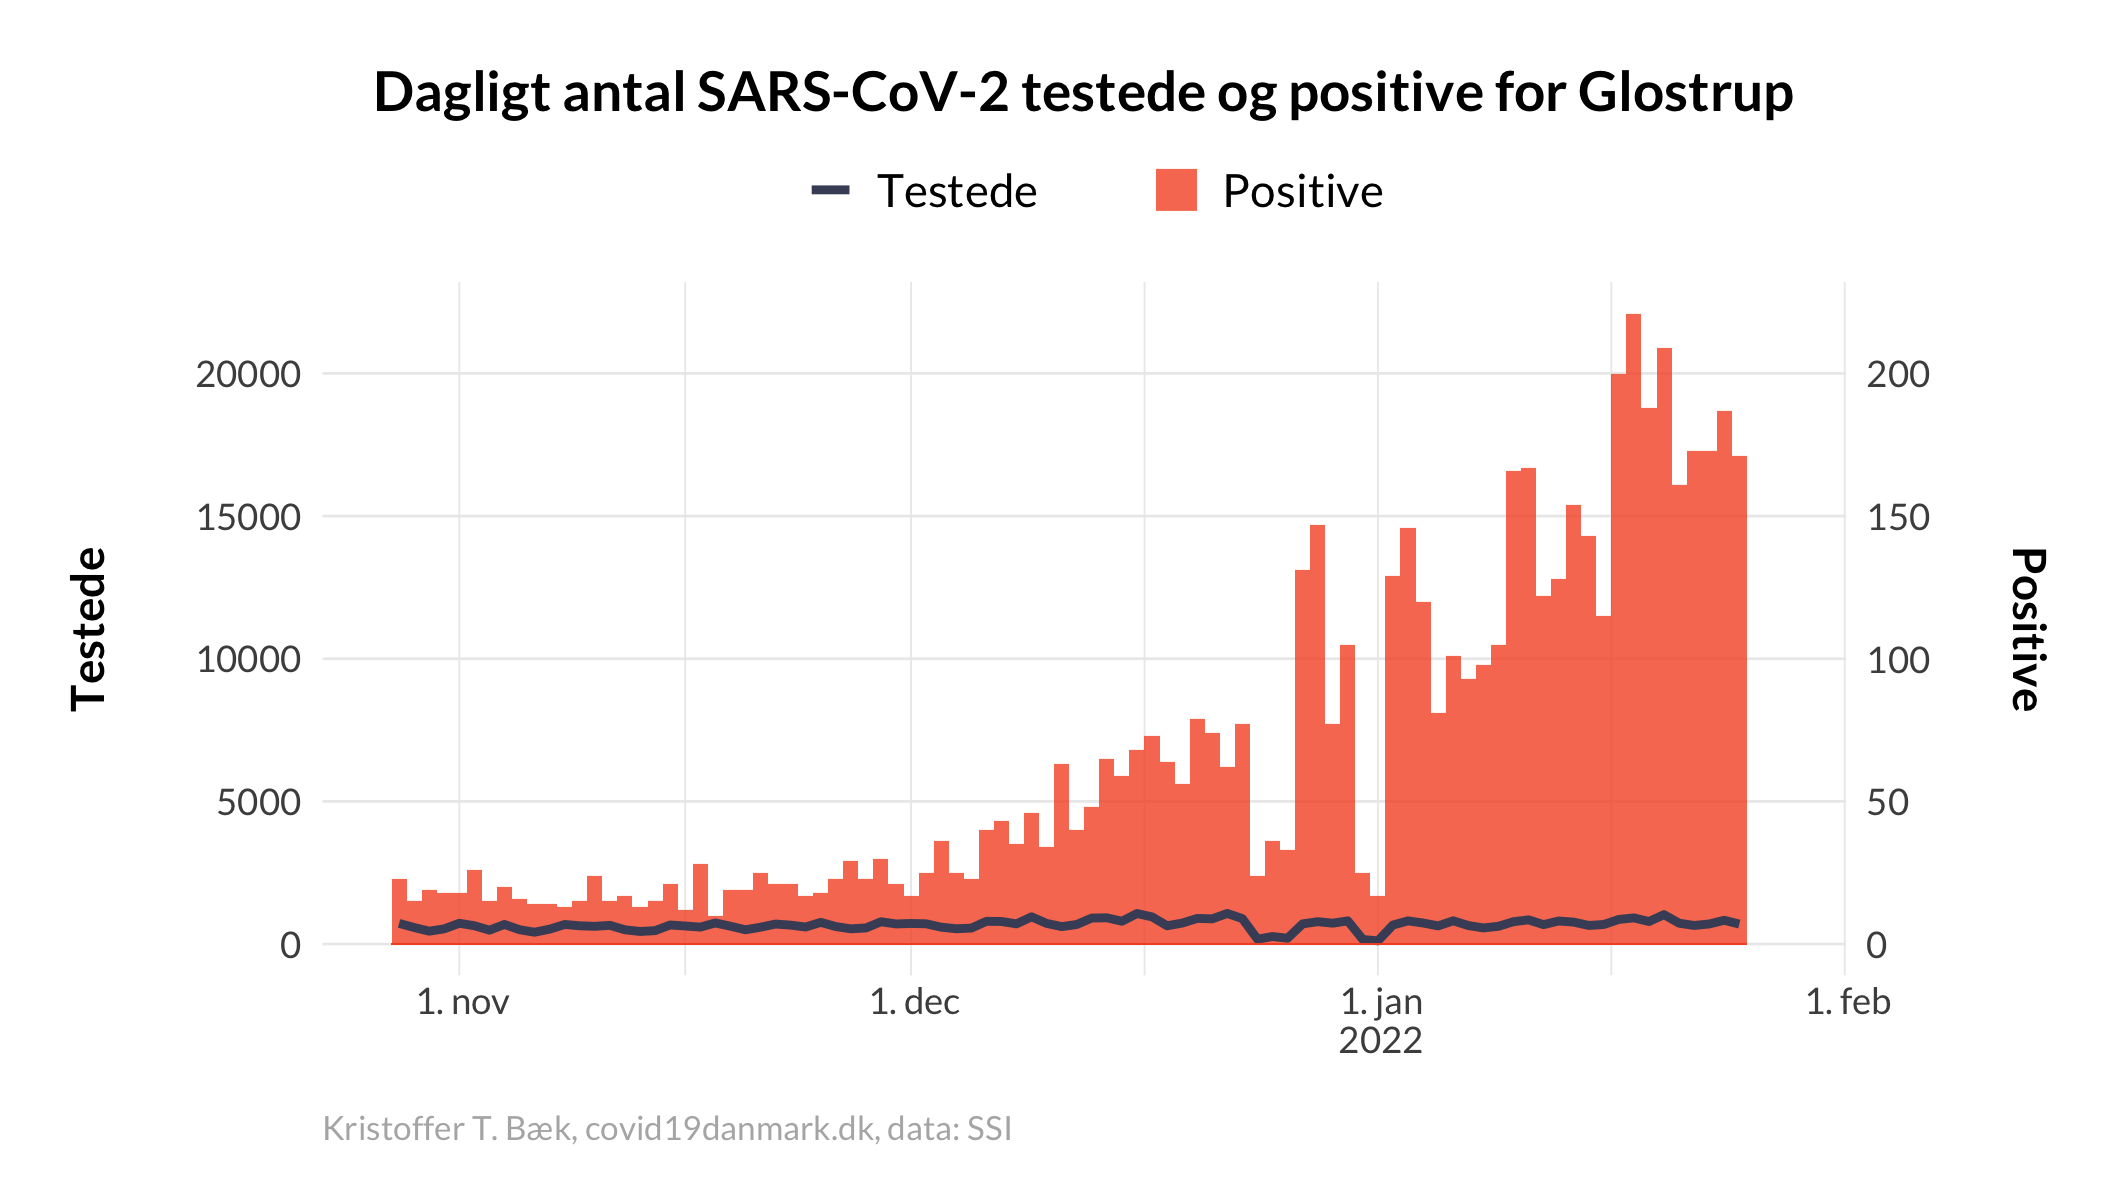 Dagligt antal SARS-CoV-2 testede og positive for Glostrup
Testede
Positive
Testede
20000
15000
10000
5000
0
200
150
100
50
0
Positive
1. nov
1. dec
1. jan
2022
1. feb
Kristoffer T. Bæk, covid19danmark.dk, data: SSI